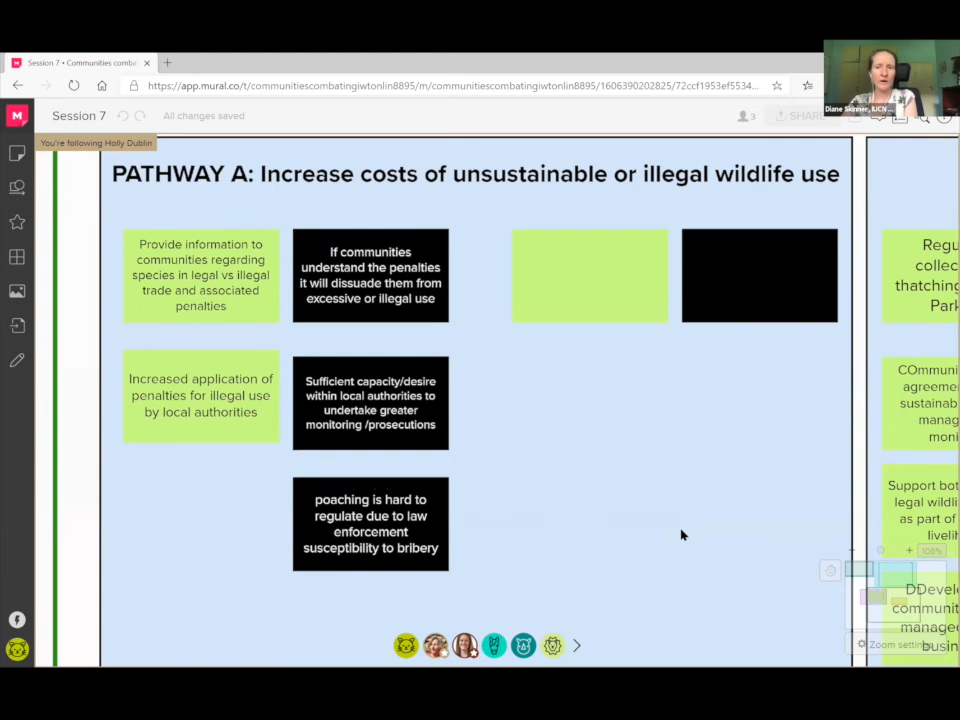 Session 7 • Communities comba
https://app.mural.co/t/communitiescombatingiwtonlin8895/m/communitiescombatingiwtonlin8895/1606390202825/72ccf1953ef5534...
Diane Skinner, IUCN ...
Session 7
All changes saved
3
SHARE
You're following Holly Dublin
PATHWAY A: Increase costs of unsustainable or illegal wildlife use
Provide information to
communities regarding
species in legal vs illegal
trade and associated
penalties
If communities
understand the penalties
it will dissuade them from
excessive or illegal use
Increased application of
penalties for illegal use
by local authorities
Sufficient capacity/desire
within local authorities to
undertake greater
monitoring /prosecutions
poaching is hard to
regulate due to law
enforcement
susceptibility to bribery
Regu
collec
thatching
Park
COmmuni
agreeme
sustainab
manag
moni
Support bot
legal wildli
as part of
liveli
DDevel
communit
manage
busin
106%
Zoom settings